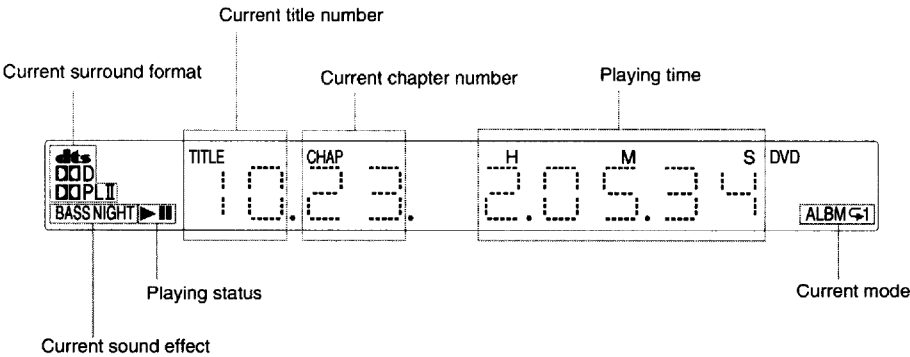 Current title number
Current surround format
Current chapter number
Playing time
dts
TITLE
CHAP
H
M
S
DVD
DD D
DD PL II
10.23.
2.05.34
BASS NIGHT
ALBM 1
Playing status
Current mode
Current sound effect